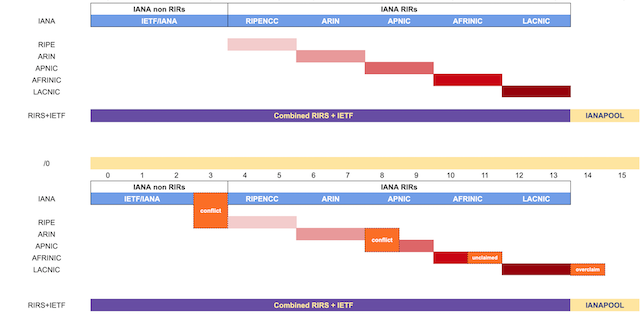 IANA non RIRs IANA RIRs
IANA IETF/IANA RIPENCC ARIN APNIC AFRINIC LACNIC
RIPE
ARIN
APNIC
AFRINIC
LACNIC
RIRS+IETF Combined RIRS + IETF IANAPOOL
/0
0 1 2 3 4 5 6 7 8 9 10 11 12 13 14 15
IANA non RIRs IANA RIRs
IANA IETF/IANA RIPENCC ARIN APNIC AFRINIC LACNIC
conflict
RIPE
ARIN
conflict
APNIC
AFRINIC unclaimed
LACNIC overclaim
RIRS+IETF Combined RIRS + IETF IANAPOOL